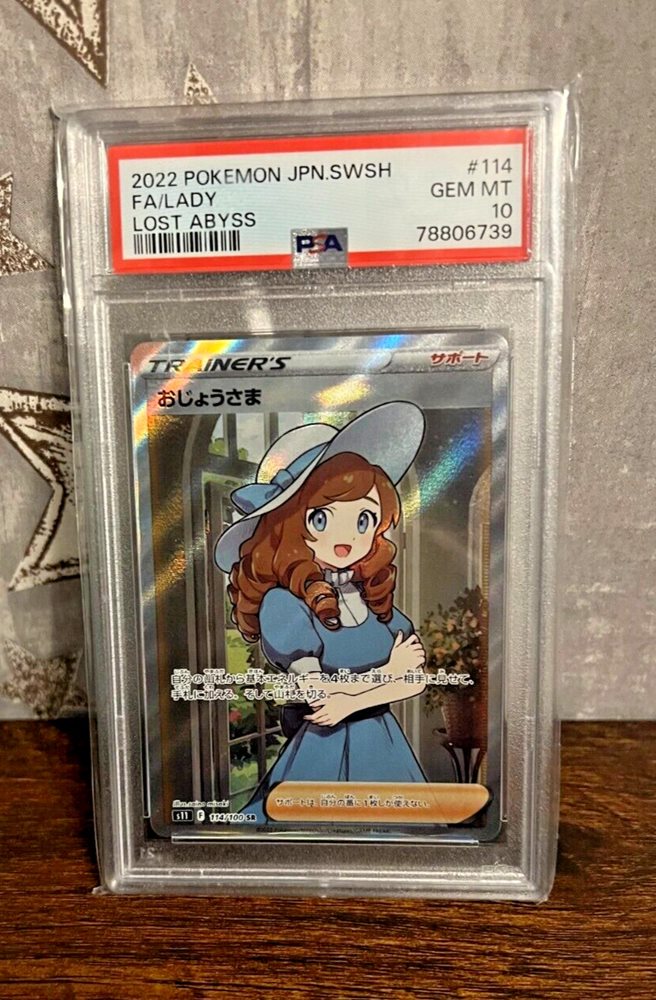 2022 POKEMON JPN.SWSH #114
FA/LADY GEM MT
LOST ABYSS 10
PSA 78806739
TRAINER'S サポート
おじょうさま
自分の山札から基本エネルギーを4枚まで選び、相手に見せて、
手札に加える。そして山札を切る。
サポートは、自分の番に1枚しか使えない。
illus. saino misaki
s11 F 114/100 SR